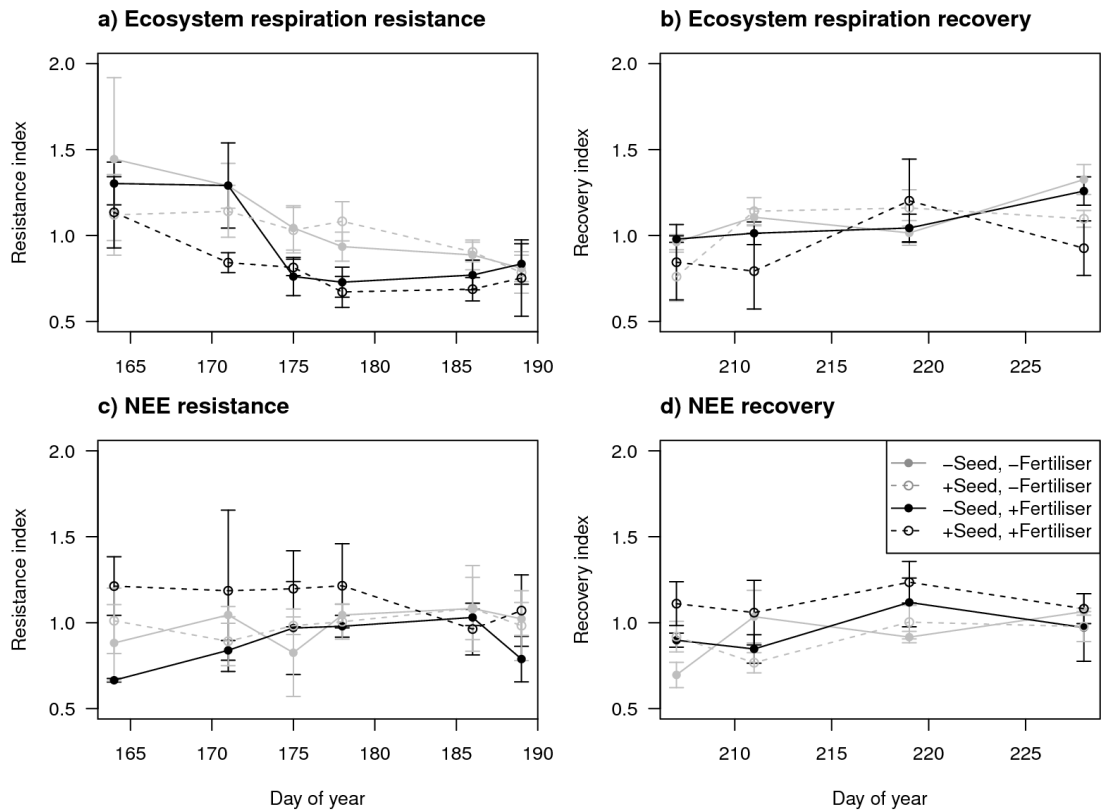 a) Ecosystem respiration resistance
b) Ecosystem respiration recovery
Resistance index
2.0
1.5
1.0
0.5
165 170 175 180 185 190
Recovery index
2.0
1.5
1.0
0.5
210 215 220 225
c) NEE resistance
d) NEE recovery
Resistance index
2.0
1.5
1.0
0.5
165 170 175 180 185 190
Day of year
Recovery index
2.0
1.5
1.0
0.5
−Seed, −Fertiliser
+Seed, −Fertiliser
−Seed, +Fertiliser
+Seed, +Fertiliser
210 215 220 225
Day of year